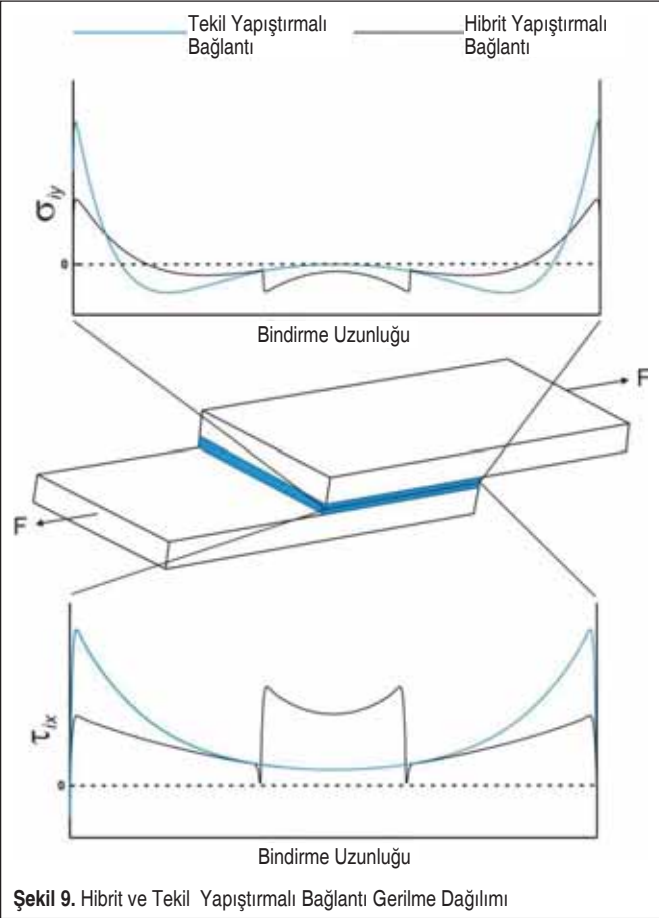 Tekil Yapıştırmalı
Bağlantı
Hibrit Yapıştırmalı
Bağlantı
σiy
0
Bindirme Uzunluğu
F
F
τix
0
Bindirme Uzunluğu
Şekil 9. Hibrit ve Tekil Yapıştırmalı Bağlantı Gerilme Dağılımı